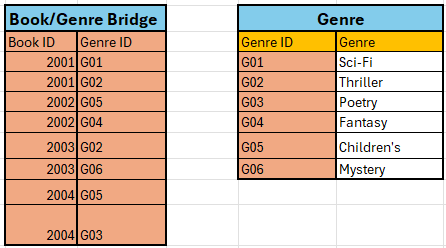 Book/Genre Bridge
Book ID Genre ID
2001 G01
2001 G02
2002 G05
2002 G04
2003 G02
2003 G06
2004 G05
2004 G03
Genre
Genre ID Genre
G01 Sci-Fi
G02 Thriller
G03 Poetry
G04 Fantasy
G05 Children's
G06 Mystery